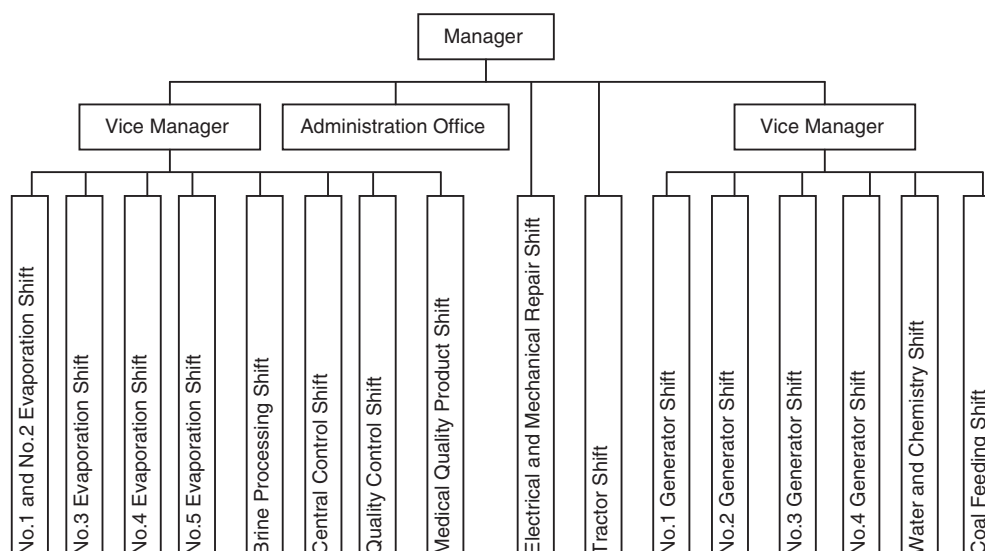 Manager
Vice Manager
Administration Office
Vice Manager
No.1 and No.2 Evaporation Shift
No.3 Evaporation Shift
No.4 Evaporation Shift
No.5 Evaporation Shift
Brine Processing Shift
Central Control Shift
Quality Control Shift
Medical Quality Product Shift
Electrical and Mechanical Repair Shift
Tractor Shift
No.1 Generator Shift
No.2 Generator Shift
No.3 Generator Shift
No.4 Generator Shift
Water and Chemistry Shift
Coal Feeding Shift